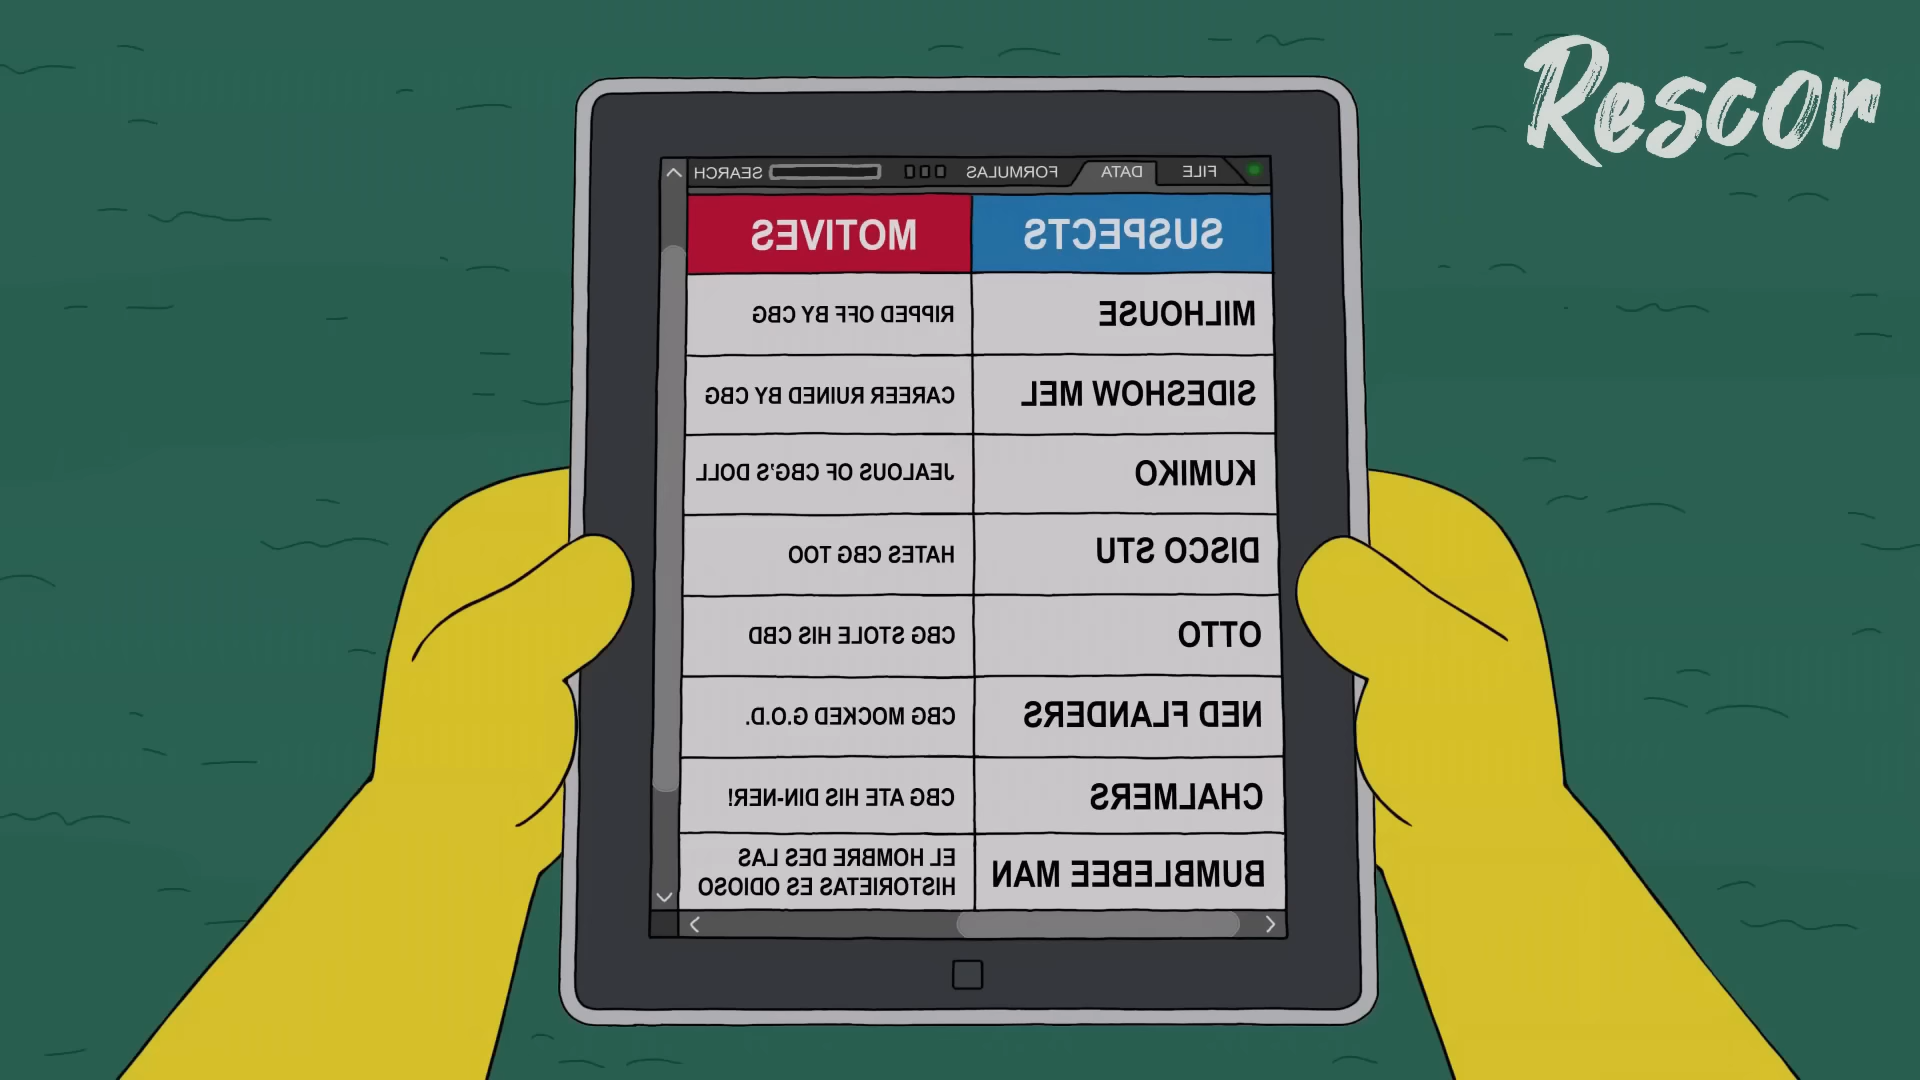 Rescor
FILE DATA FORMULAS SEARCH
SUSPECTS MOTIVES
MILHOUSE RIPPED OFF BY CBG
SIDESHOW MEL CAREER RUINED BY CBG
KUMIKO JEALOUS OF CBG'S DOLL
DISCO STU HATES CBG TOO
OTTO CBG STOLE HIS CBD
NED FLANDERS CBG MOCKED G.O.D.
CHALMERS CBG ATE HIS DIN-NER!
BUMBLEBEE MAN EL HOMBRE DES LAS
HISTORIETAS ES ODIOSO